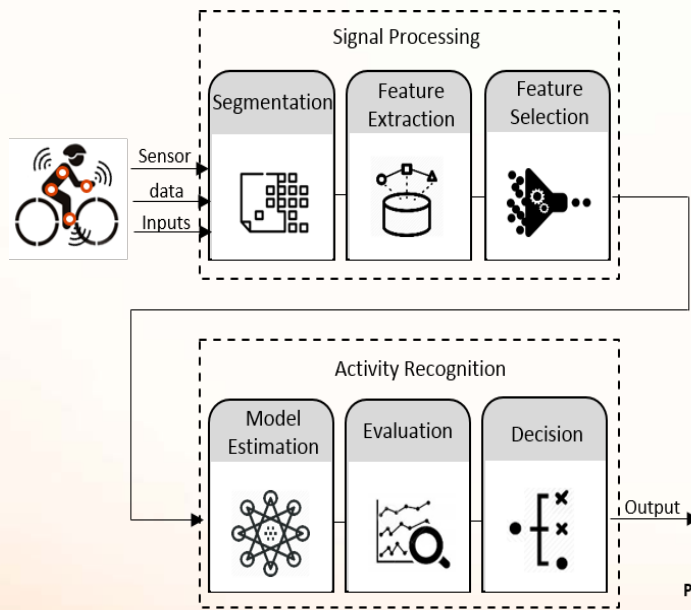 Signal Processing
Segmentation
Feature
Extraction
Feature
Selection
Sensor
data
Inputs
Activity Recognition
Model
Estimation
Evaluation
Decision
Output
P